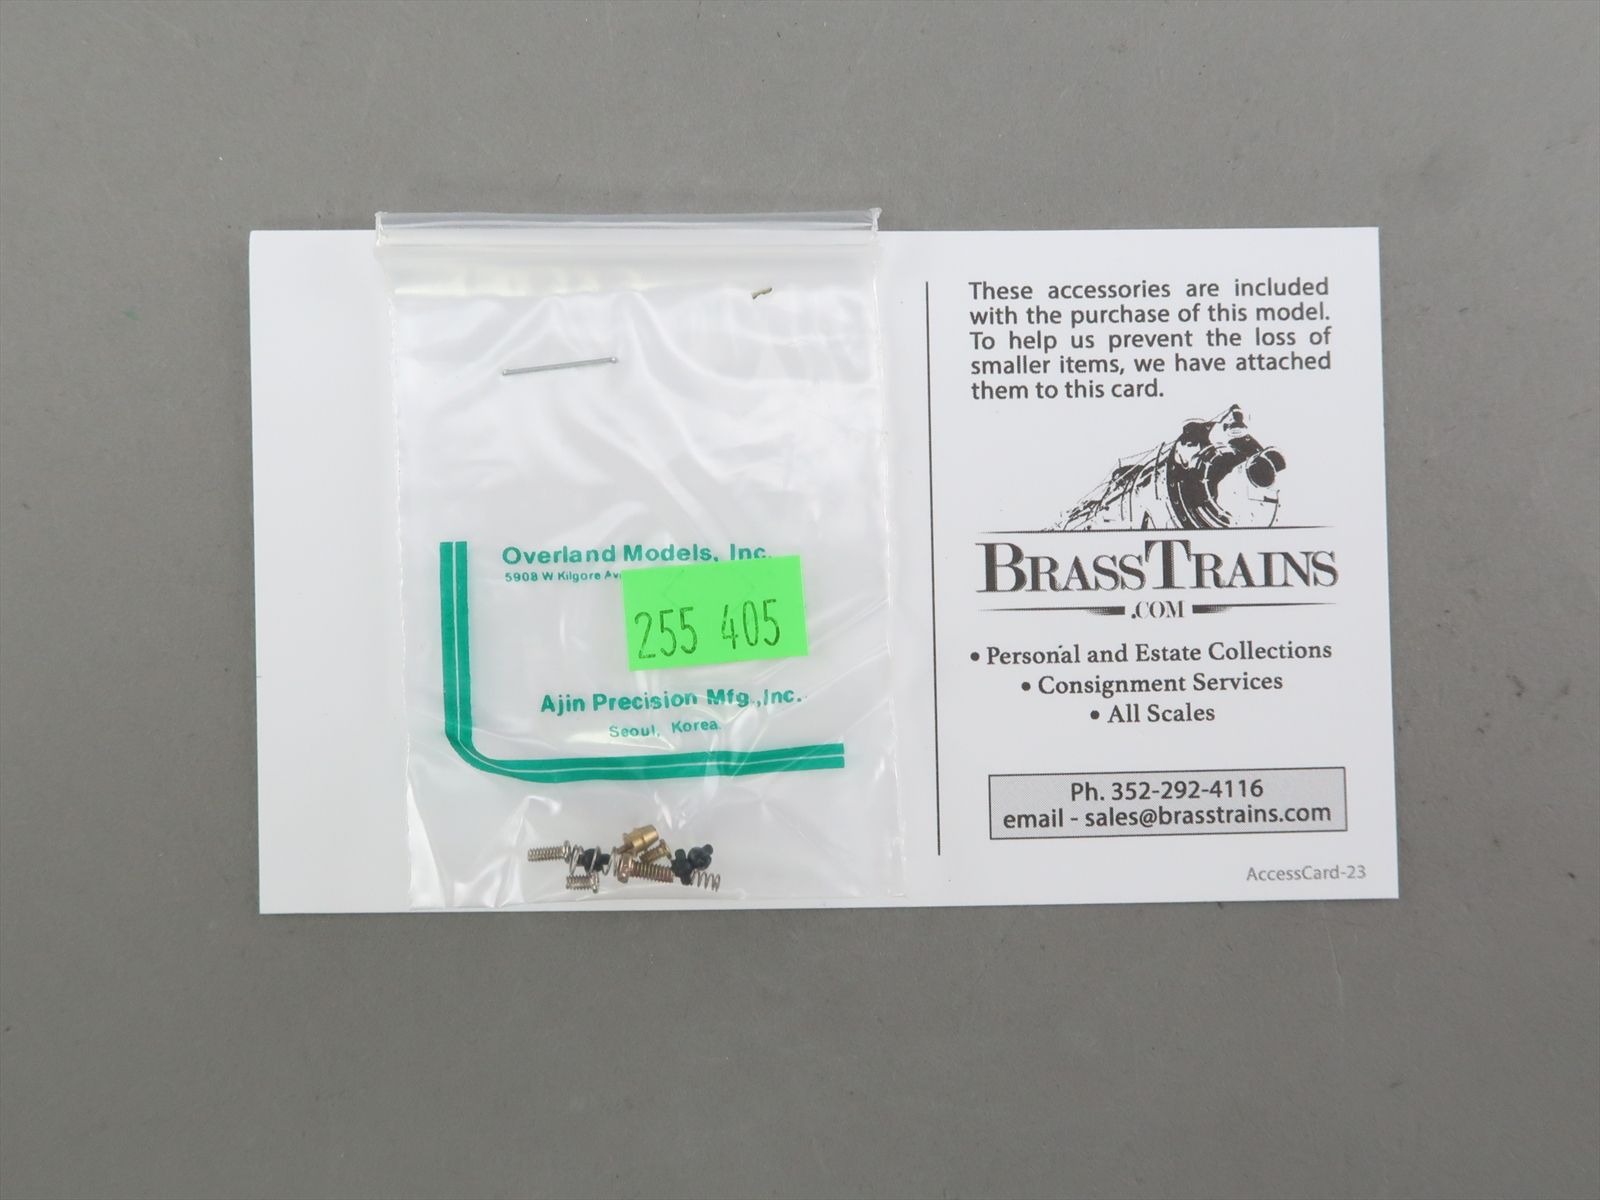 Overland Models, Inc.
5908 W Kilgore
255 405
Ajin Precision Mfg.,Inc.
Seoul, Korea.
These accessories are included
with the purchase of this model.
To help us prevent the loss of
smaller items, we have attached
them to this card.
BRASSTRAINS
.COM
• Personal and Estate Collections
• Consignment Services
• All Scales
Ph. 352-292-4116
email - sales@brasstrains.com
AccessCard-23